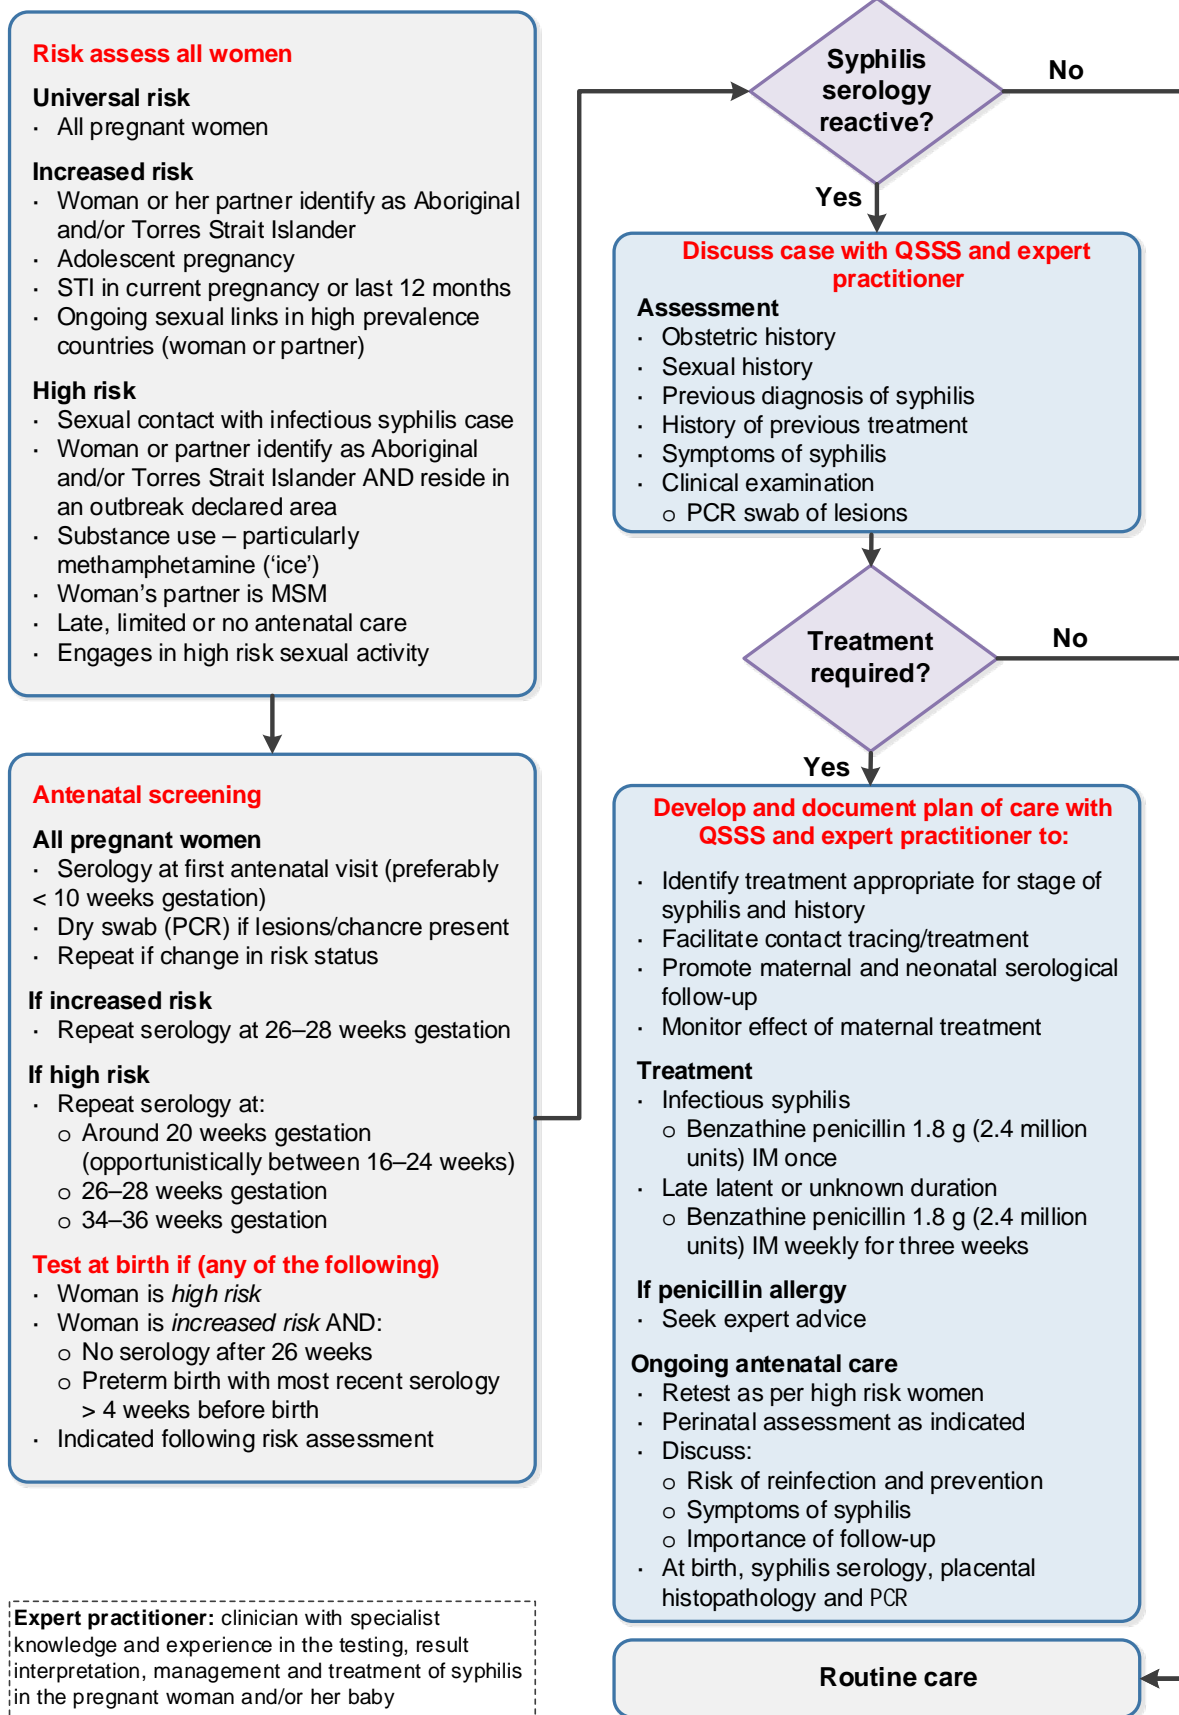 Risk assess all women
Universal risk
· All pregnant women
Increased risk
· Woman or her partner identify as Aboriginal
and/or Torres Strait Islander
· Adolescent pregnancy
· STI in current pregnancy or last 12 months
· Ongoing sexual links in high prevalence
countries (woman or partner)
High risk
· Sexual contact with infectious syphilis case
· Woman or partner identify as Aboriginal
and/or Torres Strait Islander AND reside in
an outbreak declared area
· Substance use – particularly
methamphetamine (‘ice’)
· Woman’s partner is MSM
· Late, limited or no antenatal care
· Engages in high risk sexual activity
Antenatal screening
All pregnant women
· Serology at first antenatal visit (preferably
< 10 weeks gestation)
· Dry swab (PCR) if lesions/chancre present
· Repeat if change in risk status
If increased risk
· Repeat serology at 26–28 weeks gestation
If high risk
· Repeat serology at:
o Around 20 weeks gestation
(opportunistically between 16–24 weeks)
o 26–28 weeks gestation
o 34–36 weeks gestation
Test at birth if (any of the following)
· Woman is high risk
· Woman is increased risk AND:
o No serology after 26 weeks
o Preterm birth with most recent serology
> 4 weeks before birth
· Indicated following risk assessment
Expert practitioner: clinician with specialist
knowledge and experience in the testing, result
interpretation, management and treatment of syphilis
in the pregnant woman and/or her baby
Syphilis
serology
reactive?
No
Yes
Discuss case with QSSS and expert
practitioner
Assessment
· Obstetric history
· Sexual history
· Previous diagnosis of syphilis
· History of previous treatment
· Symptoms of syphilis
· Clinical examination
o PCR swab of lesions
Treatment
required?
No
Yes
Develop and document plan of care with
QSSS and expert practitioner to:
· Identify treatment appropriate for stage of
syphilis and history
· Facilitate contact tracing/treatment
· Promote maternal and neonatal serological
follow-up
· Monitor effect of maternal treatment
Treatment
· Infectious syphilis
o Benzathine penicillin 1.8 g (2.4 million
units) IM once
· Late latent or unknown duration
o Benzathine penicillin 1.8 g (2.4 million
units) IM weekly for three weeks
If penicillin allergy
· Seek expert advice
Ongoing antenatal care
· Retest as per high risk women
· Perinatal assessment as indicated
· Discuss:
o Risk of reinfection and prevention
o Symptoms of syphilis
o Importance of follow-up
· At birth, syphilis serology, placental
histopathology and PCR
Routine care